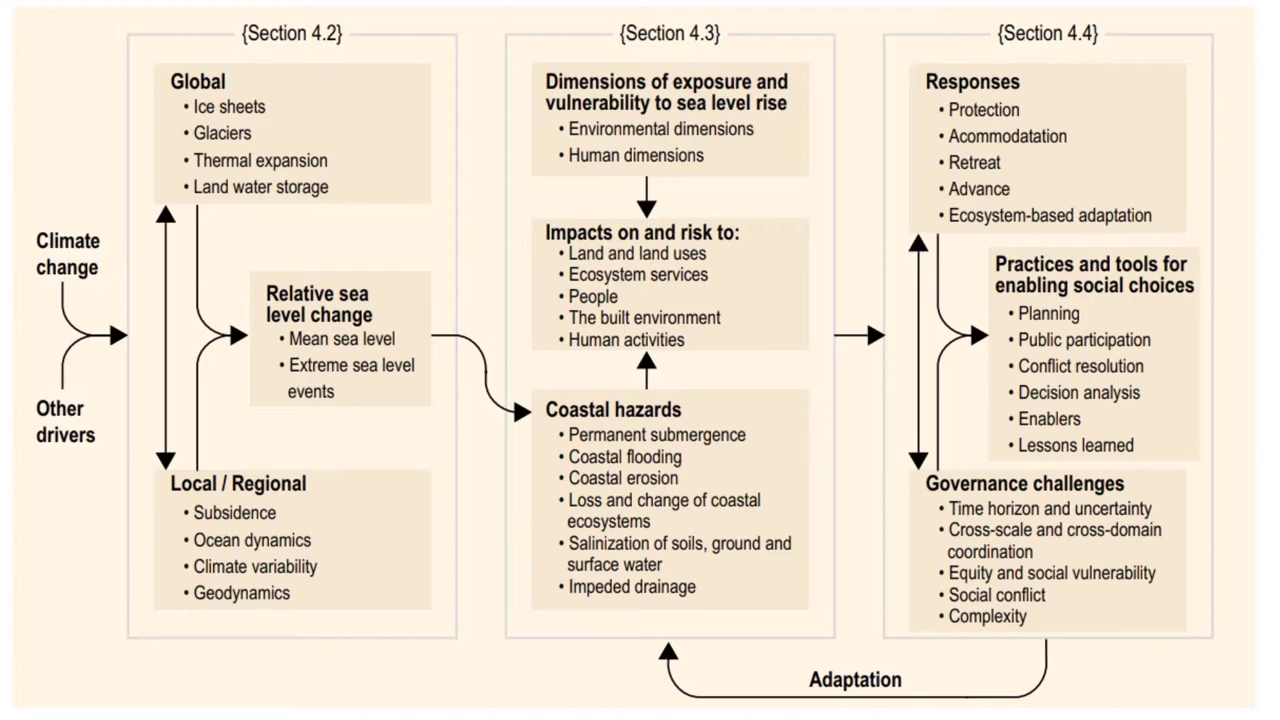 {Section 4.2}
Global
• Ice sheets
• Glaciers
• Thermal expansion
• Land water storage
Climate
change
Other
drivers
Relative sea
level change
• Mean sea level
• Extreme sea level
events
Local / Regional
• Subsidence
• Ocean dynamics
• Climate variability
• Geodynamics
{Section 4.3}
Dimensions of exposure and
vulnerability to sea level rise
• Environmental dimensions
• Human dimensions
Impacts on and risk to:
• Land and land uses
• Ecosystem services
• People
• The built environment
• Human activities
Coastal hazards
• Permanent submergence
• Coastal flooding
• Coastal erosion
• Loss and change of coastal
ecosystems
• Salinization of soils, ground and
surface water
• Impeded drainage
{Section 4.4}
Responses
• Protection
• Acommodatation
• Retreat
• Advance
• Ecosystem-based adaptation
Practices and tools for
enabling social choices
• Planning
• Public participation
• Conflict resolution
• Decision analysis
• Enablers
• Lessons learned
Governance challenges
• Time horizon and uncertainty
• Cross-scale and cross-domain
coordination
• Equity and social vulnerability
• Social conflict
• Complexity
Adaptation